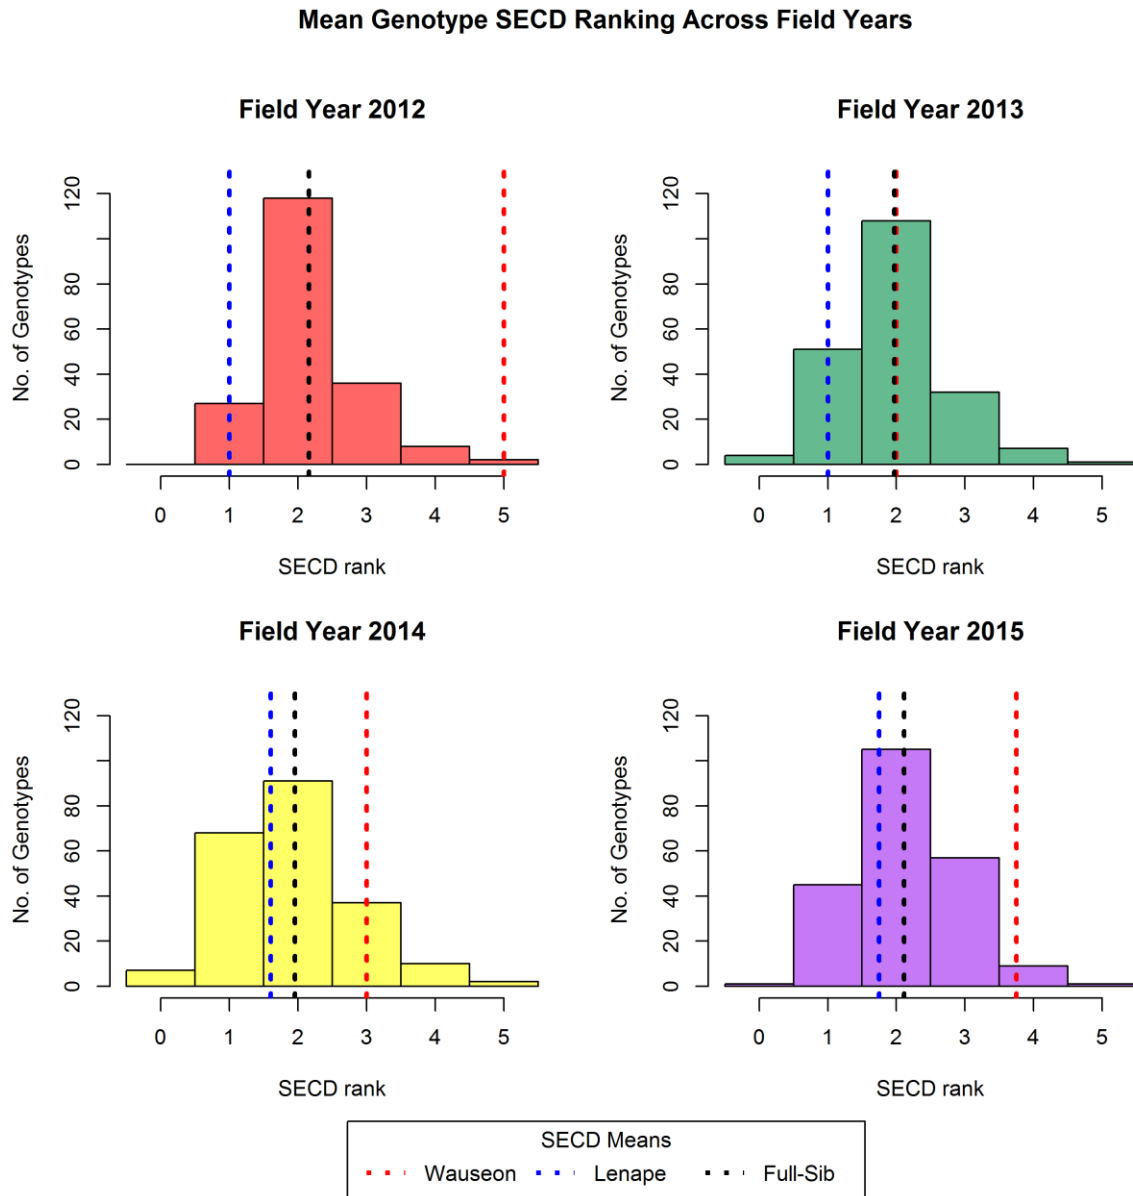 Mean Genotype SECD Ranking Across Field Years
Field Year 2012
No. of Genotypes
0 20 40 60 80 120
0 1 2 3 4 5
SECD rank
Field Year 2013
No. of Genotypes
0 20 40 60 80 120
0 1 2 3 4 5
SECD rank
Field Year 2014
No. of Genotypes
0 20 40 60 80 120
0 1 2 3 4 5
SECD rank
Field Year 2015
No. of Genotypes
0 20 40 60 80 120
0 1 2 3 4 5
SECD rank
SECD Means
Wauseon Lenape Full-Sib